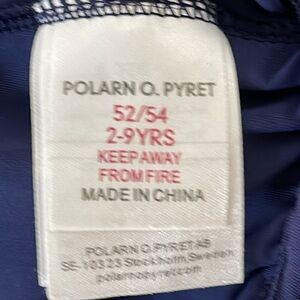 POLARN O. PYRET
52/54
2-9YRS
KEEP AWAY
FROM FIRE
MADE IN CHINA
POLARN O. PYRET AB
SE-103 23 Stockholm, Sweden
polarnopyret.com